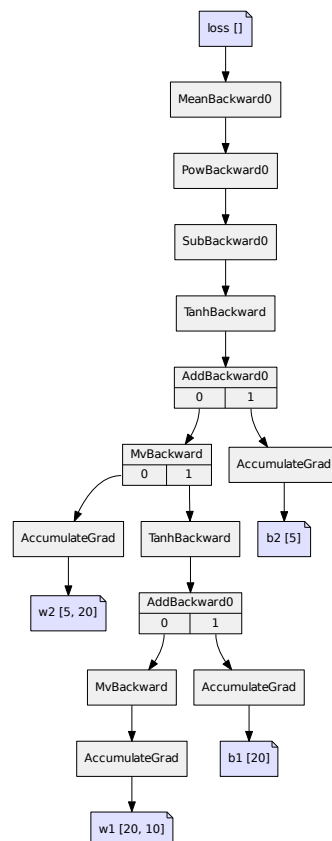 loss []
MeanBackward0
PowBackward0
SubBackward0
TanhBackward
AddBackward0
0 1
MvBackward
0 1
AccumulateGrad
AccumulateGrad
TanhBackward
b2 [5]
w2 [5, 20]
AddBackward0
0 1
MvBackward
AccumulateGrad
AccumulateGrad
b1 [20]
w1 [20, 10]